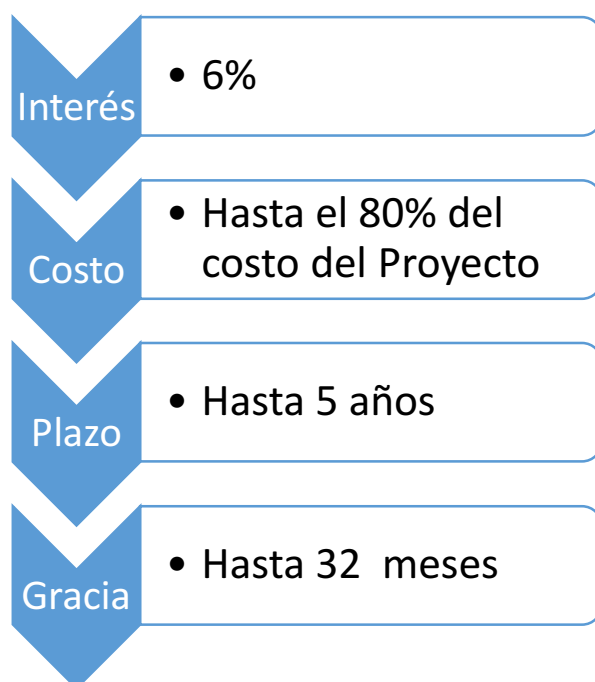 Interés
• 6%
Costo
• Hasta el 80% del
costo del Proyecto
Plazo
• Hasta 5 años
Gracia
• Hasta 32 meses